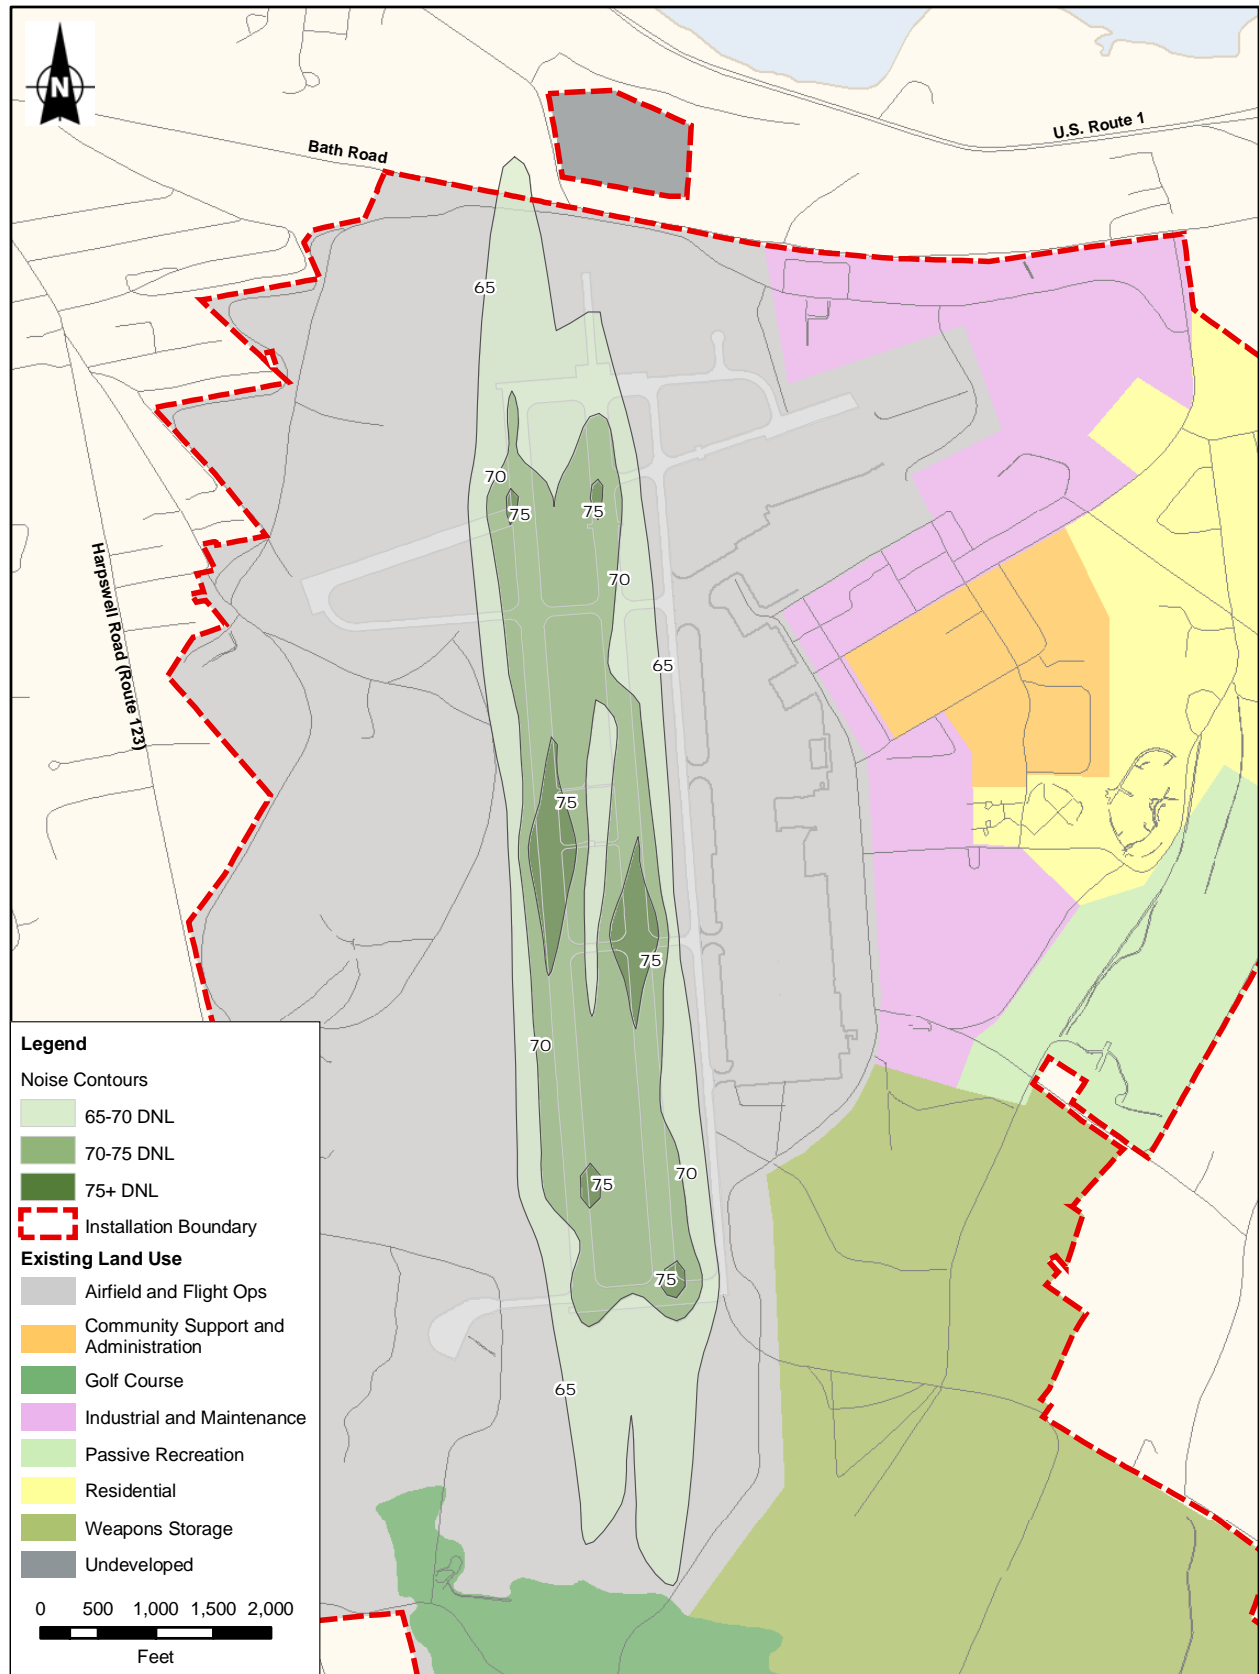 N
U.S. Route 1
Bath Road
65
70
75
75
70
Harpswell Road (Route 123)
65
75
75
70
70
75
75
65
Legend
Noise Contours
65-70 DNL
70-75 DNL
75+ DNL
Installation Boundary
Existing Land Use
Airfield and Flight Ops
Community Support and
Administration
Golf Course
Industrial and Maintenance
Passive Recreation
Residential
Weapons Storage
Undeveloped
0 500 1,000 1,500 2,000
Feet